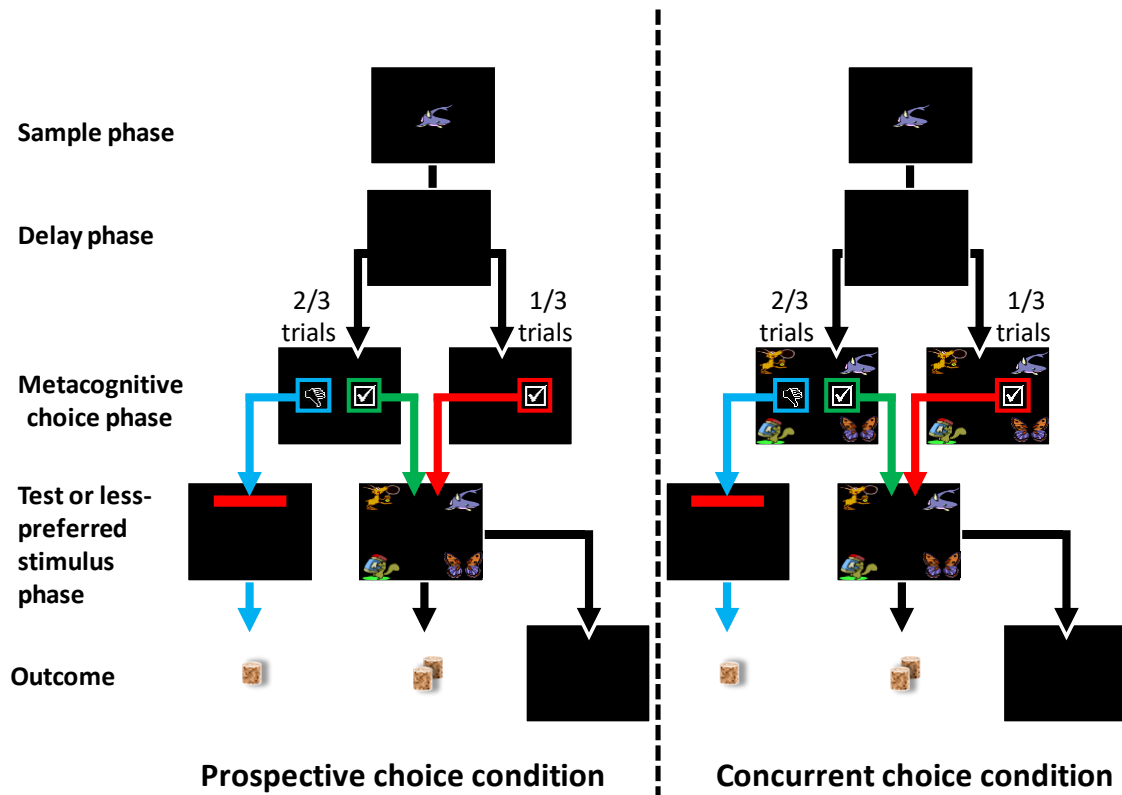 Sample phase
Delay phase
2/3
trials
1/3
trials
2/3
trials
1/3
trials
Metacognitive
choice phase
Test or less-
preferred
stimulus
phase
Outcome
Prospective choice condition
Concurrent choice condition